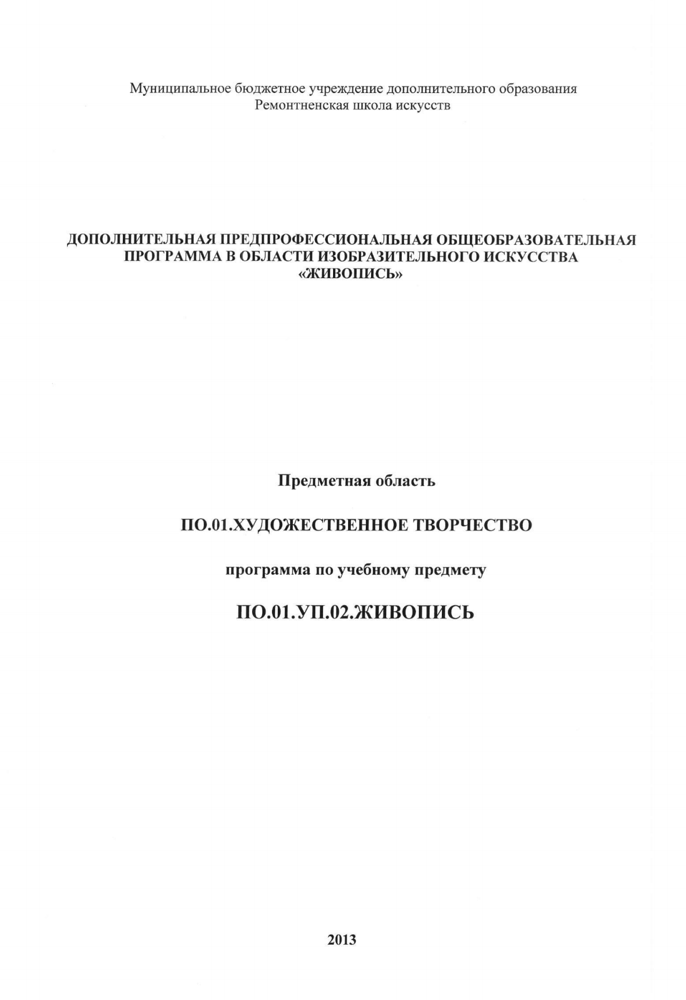 Муниципальное бюджетное учреждение дополнительного образования
Ремонтненская школа искусств
ДОПОЛНИТЕЛЬНАЯ ПРЕДПРОФЕССИОНАЛЬНАЯ ОБЩЕОБРАЗОВАТЕЛЬНАЯ
ПРОГРАММА В ОБЛАСТИ ИЗОБРАЗИТЕЛЬНОГО ИСКУССТВА
«ЖИВОПИСЬ»
Предметная область
ПО.01.ХУДОЖЕСТВЕННОЕ ТВОРЧЕСТВО
программа по учебному предмету
ПО.01.УП.02.ЖИВОПИСЬ
2013